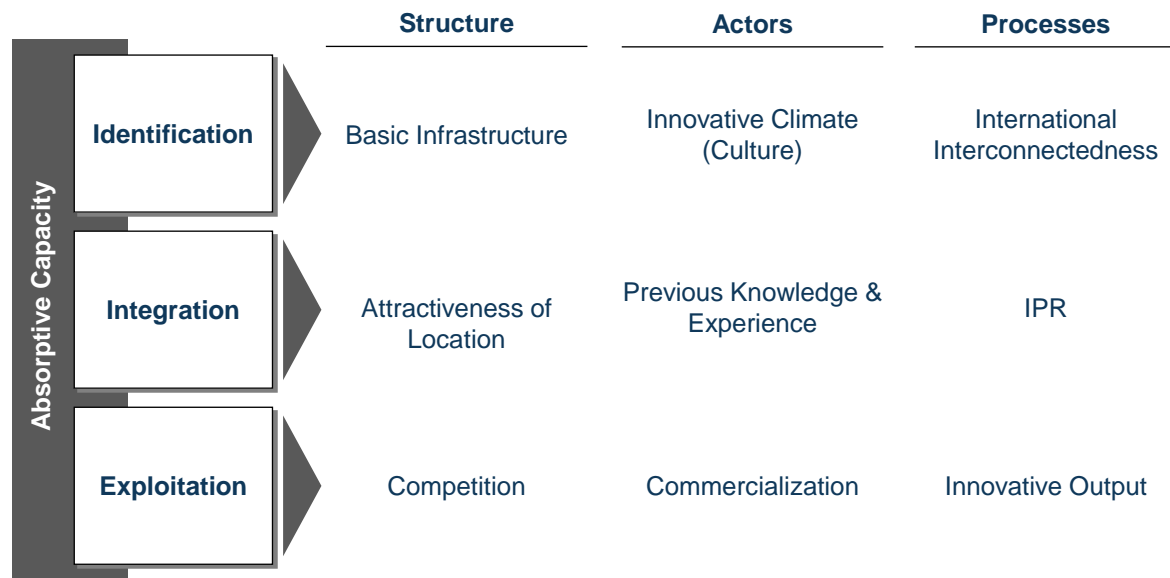 Structure
Actors
Processes
Absorptive Capacity
Identification
Basic Infrastructure
Innovative Climate
(Culture)
International
Interconnectedness
Integration
Attractiveness of
Location
Previous Knowledge &
Experience
IPR
Exploitation
Competition
Commercialization
Innovative Output